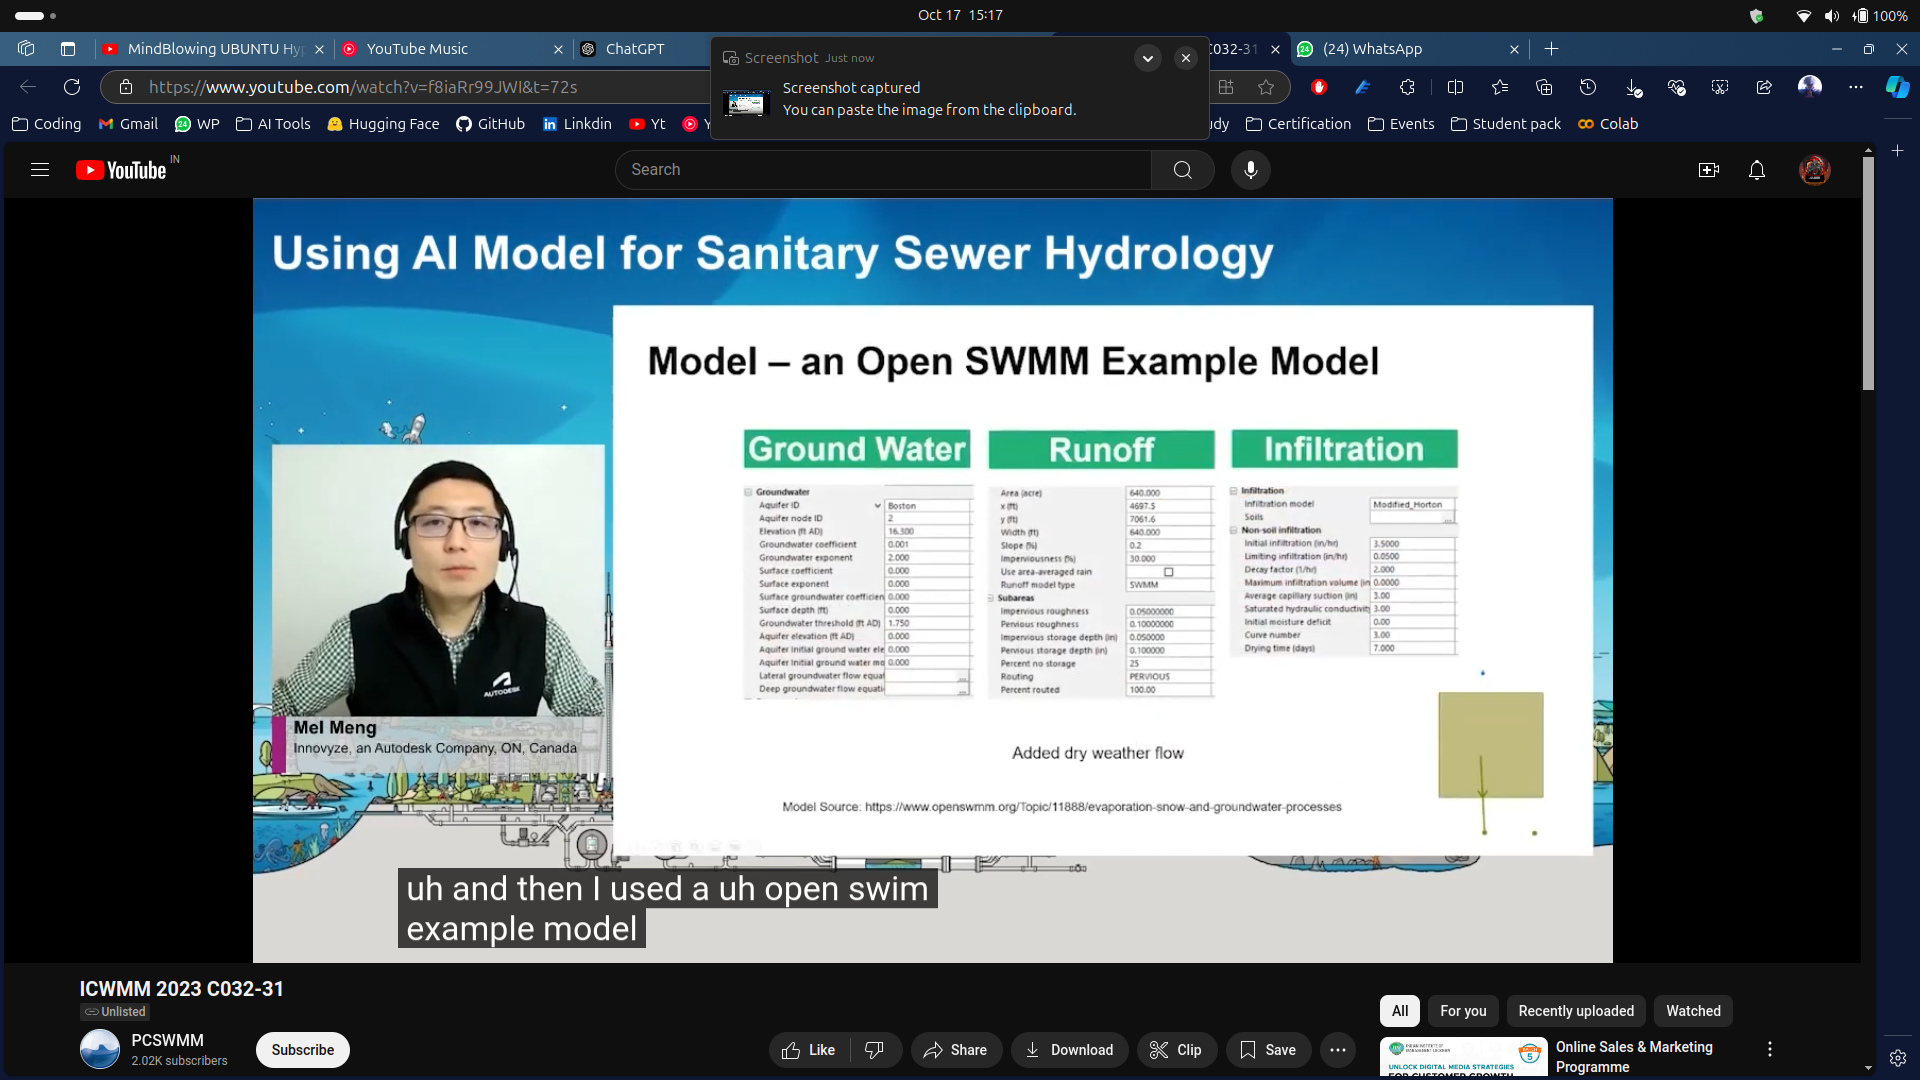 Oct 17 15:17
100%
MindBlowing UBUNTU Hyp
YouTube Music
ChatGPT
C032-31
(24) WhatsApp
https://www.youtube.com/watch?v=f8iaRr99JWI&t=72s
Screenshot Just now
Screenshot captured
You can paste the image from the clipboard.
Coding
Gmail
WP
AI Tools
Hugging Face
GitHub
Linkdin
Yt
Certification
Events
Student pack
Colab
YouTube IN
Search
Using AI Model for Sanitary Sewer Hydrology
Model – an Open SWMM Example Model
Ground Water
Groundwater
Aquifer ID Boston
Aquifer node ID 2
Elevation (ft AD) 16.300
Groundwater coefficient 0.001
Groundwater exponent 2.000
Surface coefficient 0.000
Surface exponent 0.000
Surface groundwater coefficien 0.000
Surface depth (ft) 0.000
Groundwater threshold (ft AD) 1.750
Aquifer elevation (ft AD) 0.000
Aquifer initial ground water ele 0.000
Aquifer initial ground water mo 0.000
Lateral groundwater flow equat ...
Deep groundwater flow equati ...
Runoff
Area (acre) 640.000
x (ft) 4697.5
y (ft) 7061.6
Width (ft) 640.000
Slope (%) 0.2
Imperviousness (%) 30.000
Use area-averaged rain
Runoff model type SWMM
Subareas
Impervious roughness 0.05000000
Pervious roughness 0.10000000
Impervious storage depth (in) 0.050000
Pervious storage depth (in) 0.100000
Percent no storage 25
Routing PERVIOUS
Percent routed 100.00
Infiltration
Infiltration
Infiltration model Modified_Horton
Soils ...
Non-soil infiltration
Initial infiltration (in/hr) 3.5000
Limiting infiltration (in/hr) 0.0500
Decay factor (1/hr) 2.000
Maximum infiltration volume (in 0.0000
Average capillary suction (in) 3.00
Saturated hydraulic conductivity 3.00
Initial moisture deficit 0.00
Curve number 3.00
Drying time (days) 7.000
AUTODESK
Mel Meng
Innovyze, an Autodesk Company, ON, Canada
Added dry weather flow
Model Source: https://www.openswmm.org/Topic/11888/evaporation-snow-and-groundwater-processes
uh and then I used a uh open swim
example model
ICWMM 2023 C032-31
Unlisted
PCSWMM
2.02K subscribers
Subscribe
Like
Share
Download
Clip
Save
All
For you
Recently uploaded
Watched
UNLOCK DIGITAL MEDIA STRATEGIES
FOR CUSTOMER GROWTH
Online Sales & Marketing
Programme